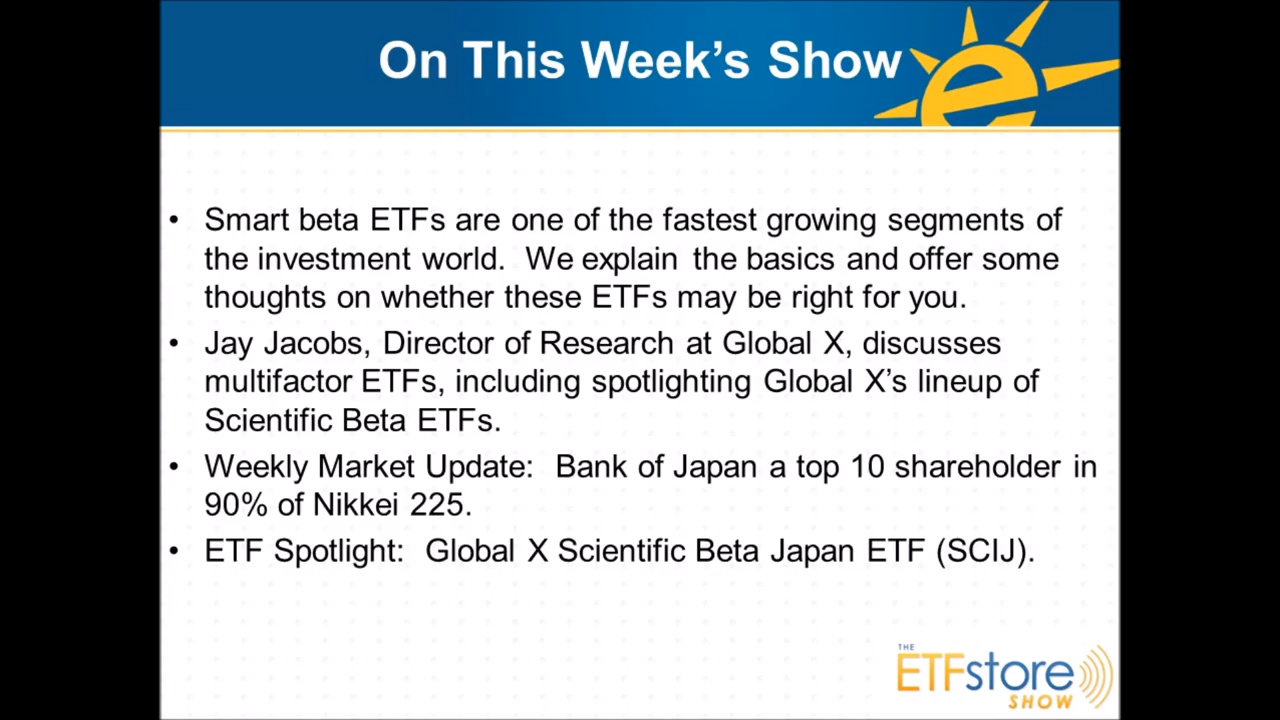 On This Week's Show
• Smart beta ETFs are one of the fastest growing segments of
the investment world. We explain the basics and offer some
thoughts on whether these ETFs may be right for you.
• Jay Jacobs, Director of Research at Global X, discusses
multifactor ETFs, including spotlighting Global X's lineup of
Scientific Beta ETFs.
• Weekly Market Update: Bank of Japan a top 10 shareholder in
90% of Nikkei 225.
• ETF Spotlight: Global X Scientific Beta Japan ETF (SCIJ).
THE
ETFstore
SHOW